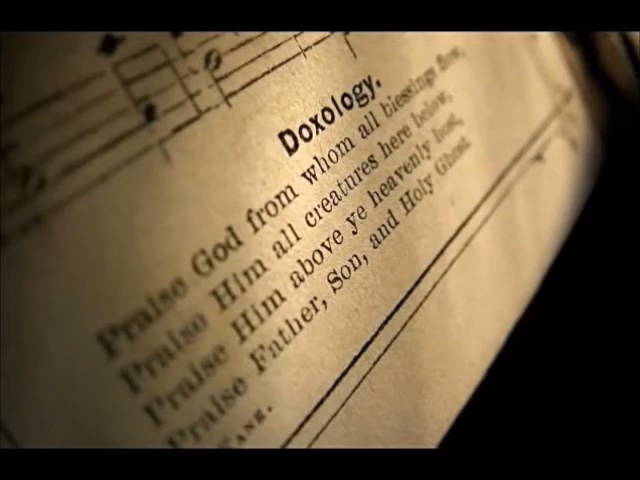 Doxology.
Praise God from whom all blessings flow,
Praise Him all creatures here below,
Praise Him above ye heavenly host,
Praise Father, Son, and Holy Ghost.